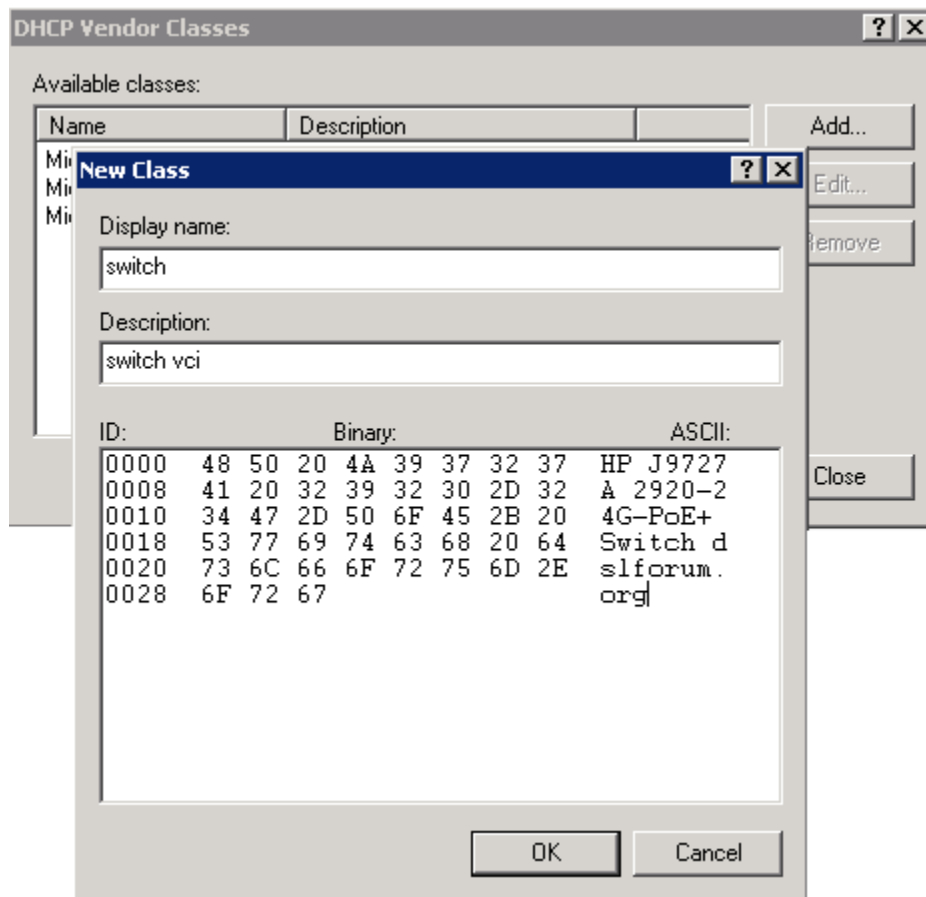 DHCP Vendor Classes
Available classes:
Name Description
Add...
Mic
Mic
Mic
Edit...
Remove
Close
New Class
Display name:
switch
Description:
switch vci
ID: Binary: ASCII:
0000 48 50 20 4A 39 37 32 37 HP J9727
0008 41 20 32 39 32 30 2D 32 A 2920-2
0010 34 47 2D 50 6F 45 2B 20 4G-PoE+
0018 53 77 69 74 63 68 20 64 Switch d
0020 73 6C 66 6F 72 75 6D 2E slforum.
0028 6F 72 67 org
OK Cancel